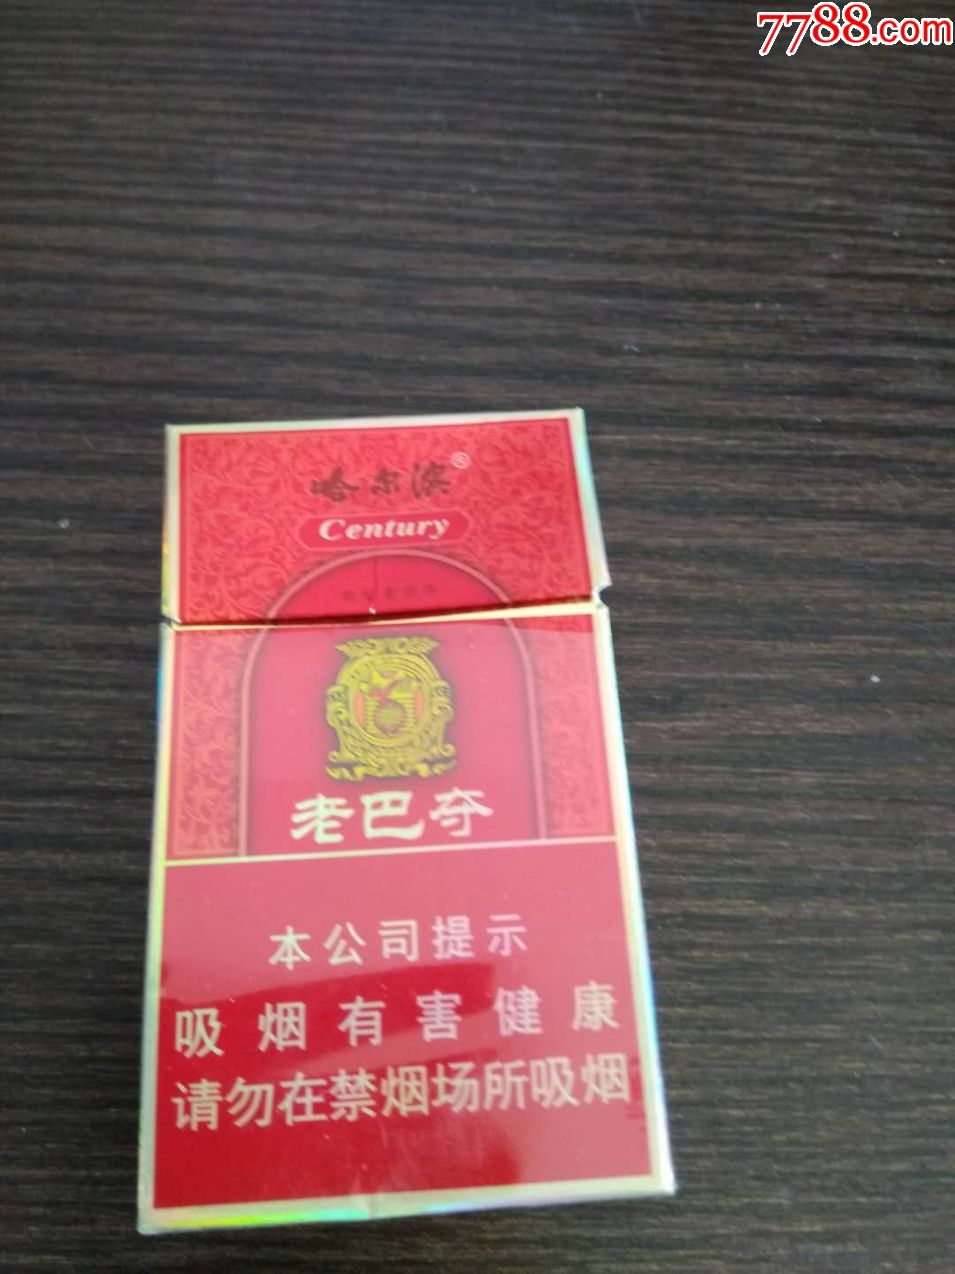 7788.com
哈尔滨®
Century
老巴夺
本公司提示
吸烟有害健康
请勿在禁烟场所吸烟